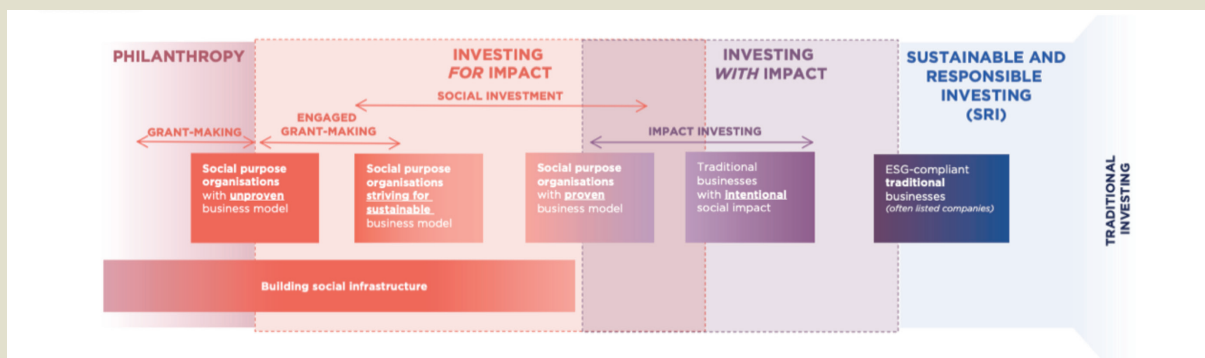 PHILANTHROPY
INVESTING
FOR IMPACT
INVESTING
WITH IMPACT
SUSTAINABLE AND
RESPONSIBLE
INVESTING
(SRI)
SOCIAL INVESTMENT
ENGAGED
GRANT-MAKING
GRANT-MAKING
IMPACT INVESTING
Social purpose
organisations
with unproven
business model
Social purpose
organisations
striving for
sustainable
business model
Social purpose
organisations
with proven
business model
Traditional
businesses
with intentional
social impact
ESG-compliant
traditional
businesses
(often listed companies)
TRADITIONAL
INVESTING
Building social infrastructure